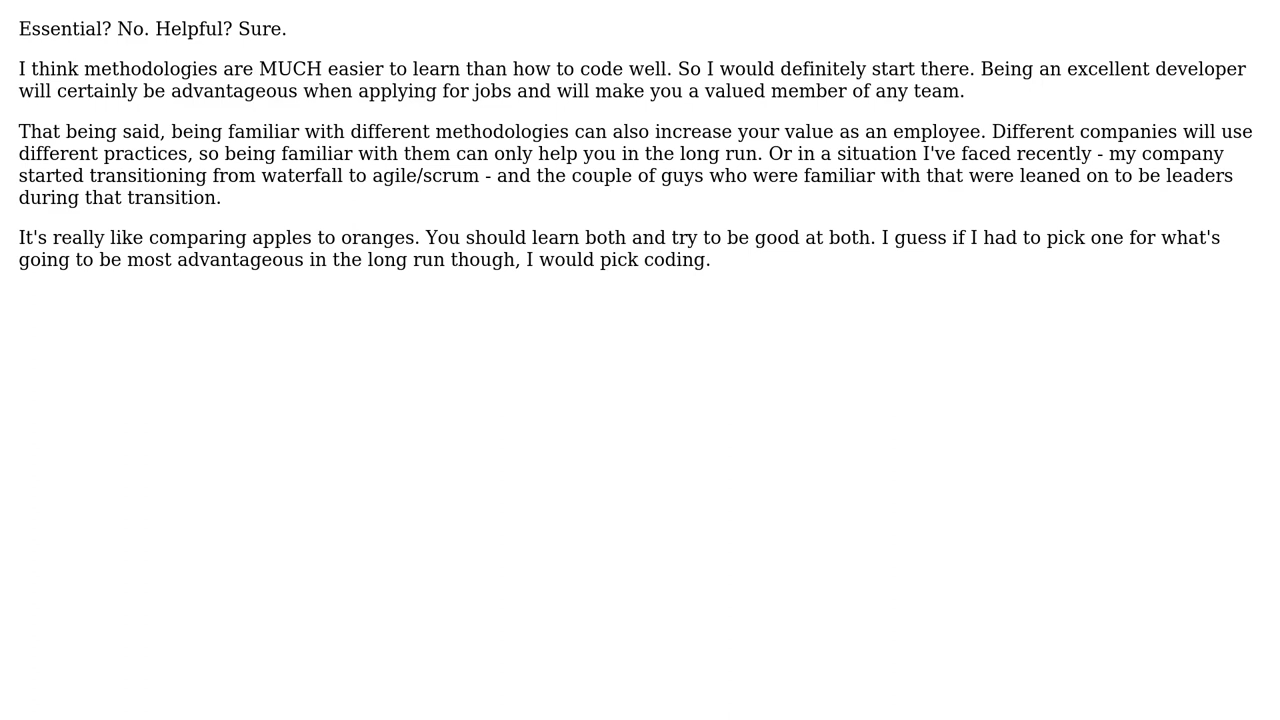 Essential? No. Helpful? Sure.
I think methodologies are MUCH easier to learn than how to code well. So I would definitely start there. Being an excellent developer
will certainly be advantageous when applying for jobs and will make you a valued member of any team.
That being said, being familiar with different methodologies can also increase your value as an employee. Different companies will use
different practices, so being familiar with them can only help you in the long run. Or in a situation I've faced recently - my company
started transitioning from waterfall to agile/scrum - and the couple of guys who were familiar with that were leaned on to be leaders
during that transition.
It's really like comparing apples to oranges. You should learn both and try to be good at both. I guess if I had to pick one for what's
going to be most advantageous in the long run though, I would pick coding.